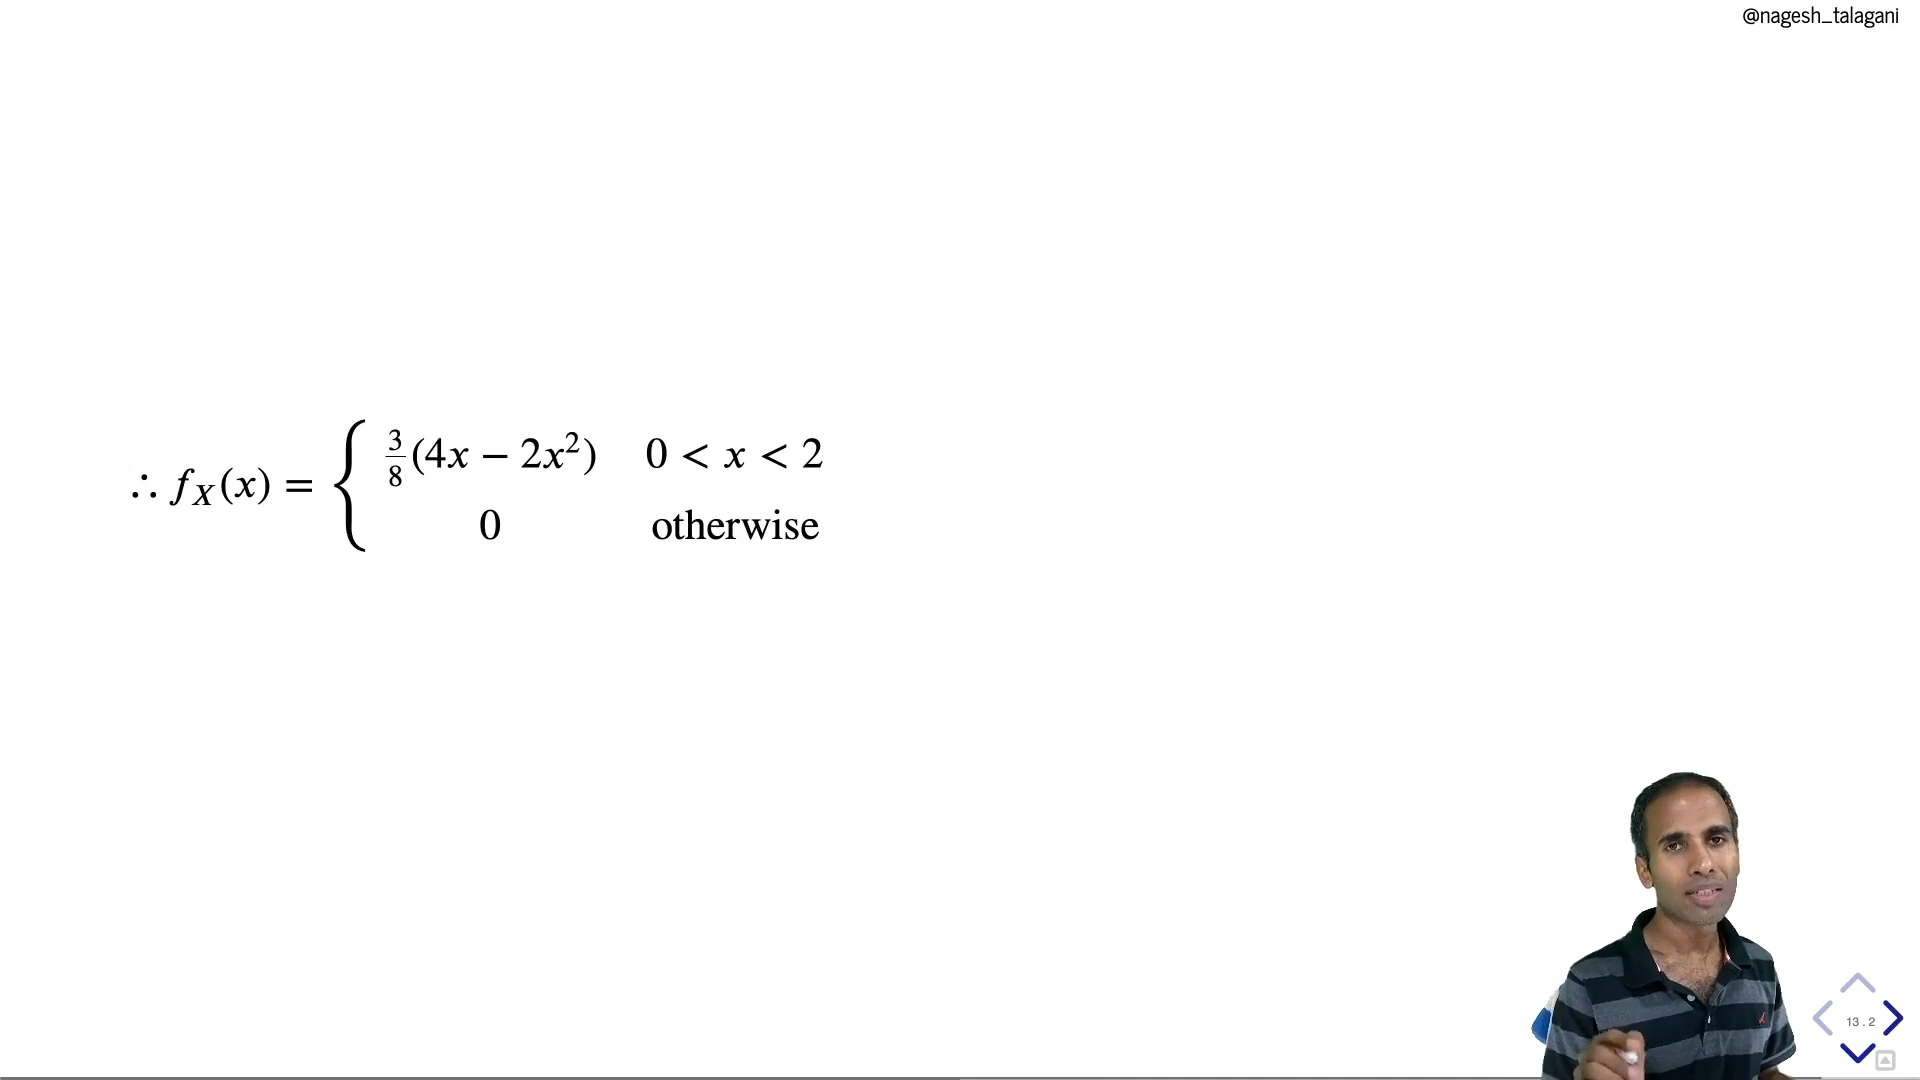 @nagesh_talagani
∴ f_X(x) = { 3/8(4x − 2x²) 0 < x < 2
0 otherwise
13.2